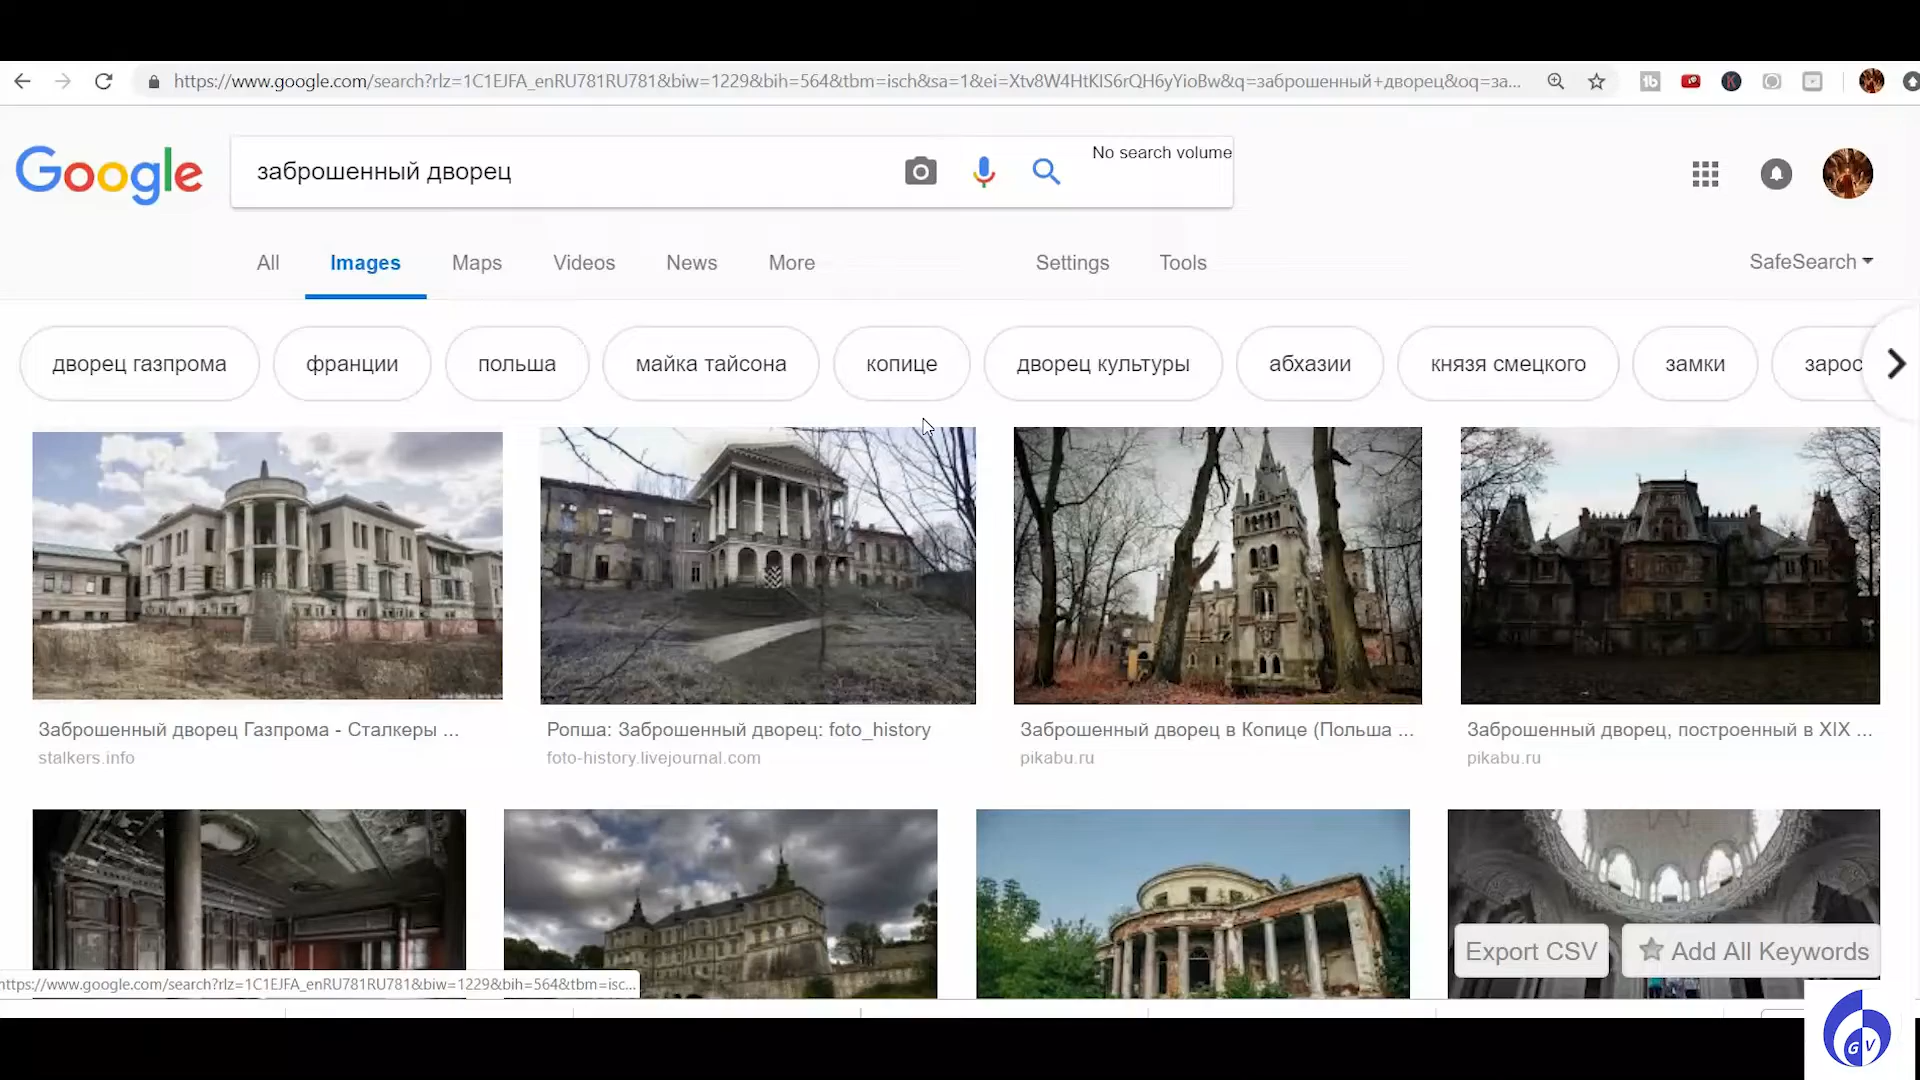 https://www.google.com/search?rlz=1C1EJFA_enRU781RU781&biw=1229&bih=564&tbm=isch&sa=1&ei=Xtv8W4HtKIS6rQH6yYioBw&q=заброшенный+дворец&oq=за...
Google
заброшенный дворец
No search volume
All Images Maps Videos News More Settings Tools SafeSearch
дворец газпрома франции польша майка тайсона копице дворец культуры абхазии князя смецкого замки зарос
Заброшенный дворец Газпрома - Сталкеры ... Ропша: Заброшенный дворец: foto_history Заброшенный дворец в Копице (Польша ... Заброшенный дворец, построенный в XIX ...
stalkers.info foto-history.livejournal.com pikabu.ru pikabu.ru
Export CSV Add All Keywords
https://www.google.com/search?rlz=1C1EJFA_enRU781RU781&biw=1229&bih=564&tbm=isc...
G V